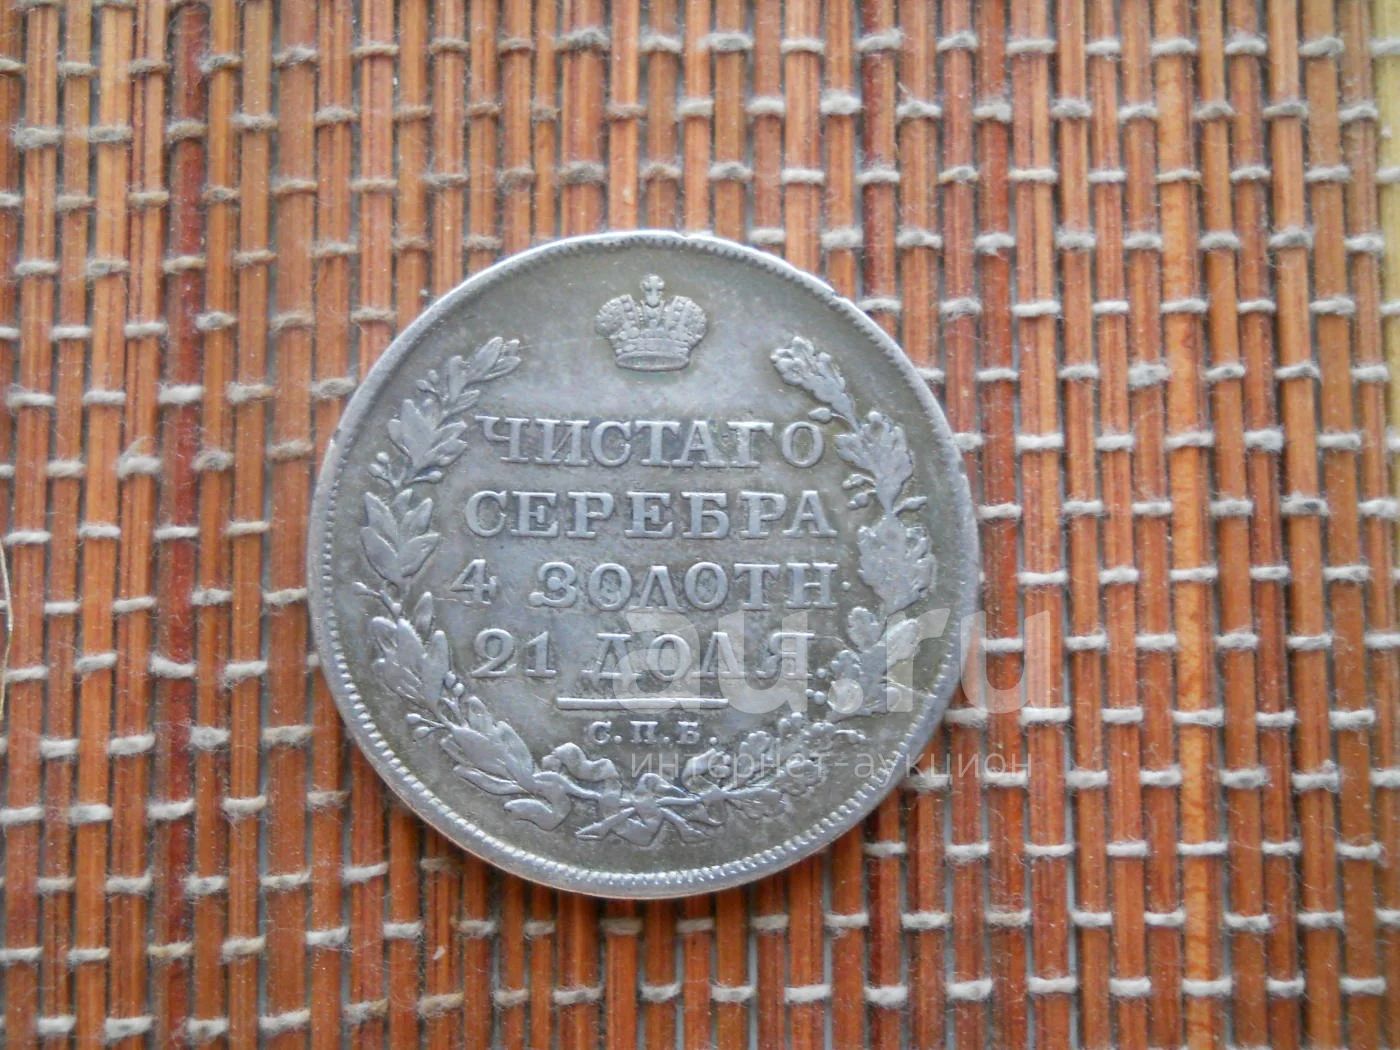 ЧИСТАГО
СЕРЕБРА
4 ЗОЛОТН·
21 ДОЛЯ
С.П.Б.
au.ru
интернет-аукцион